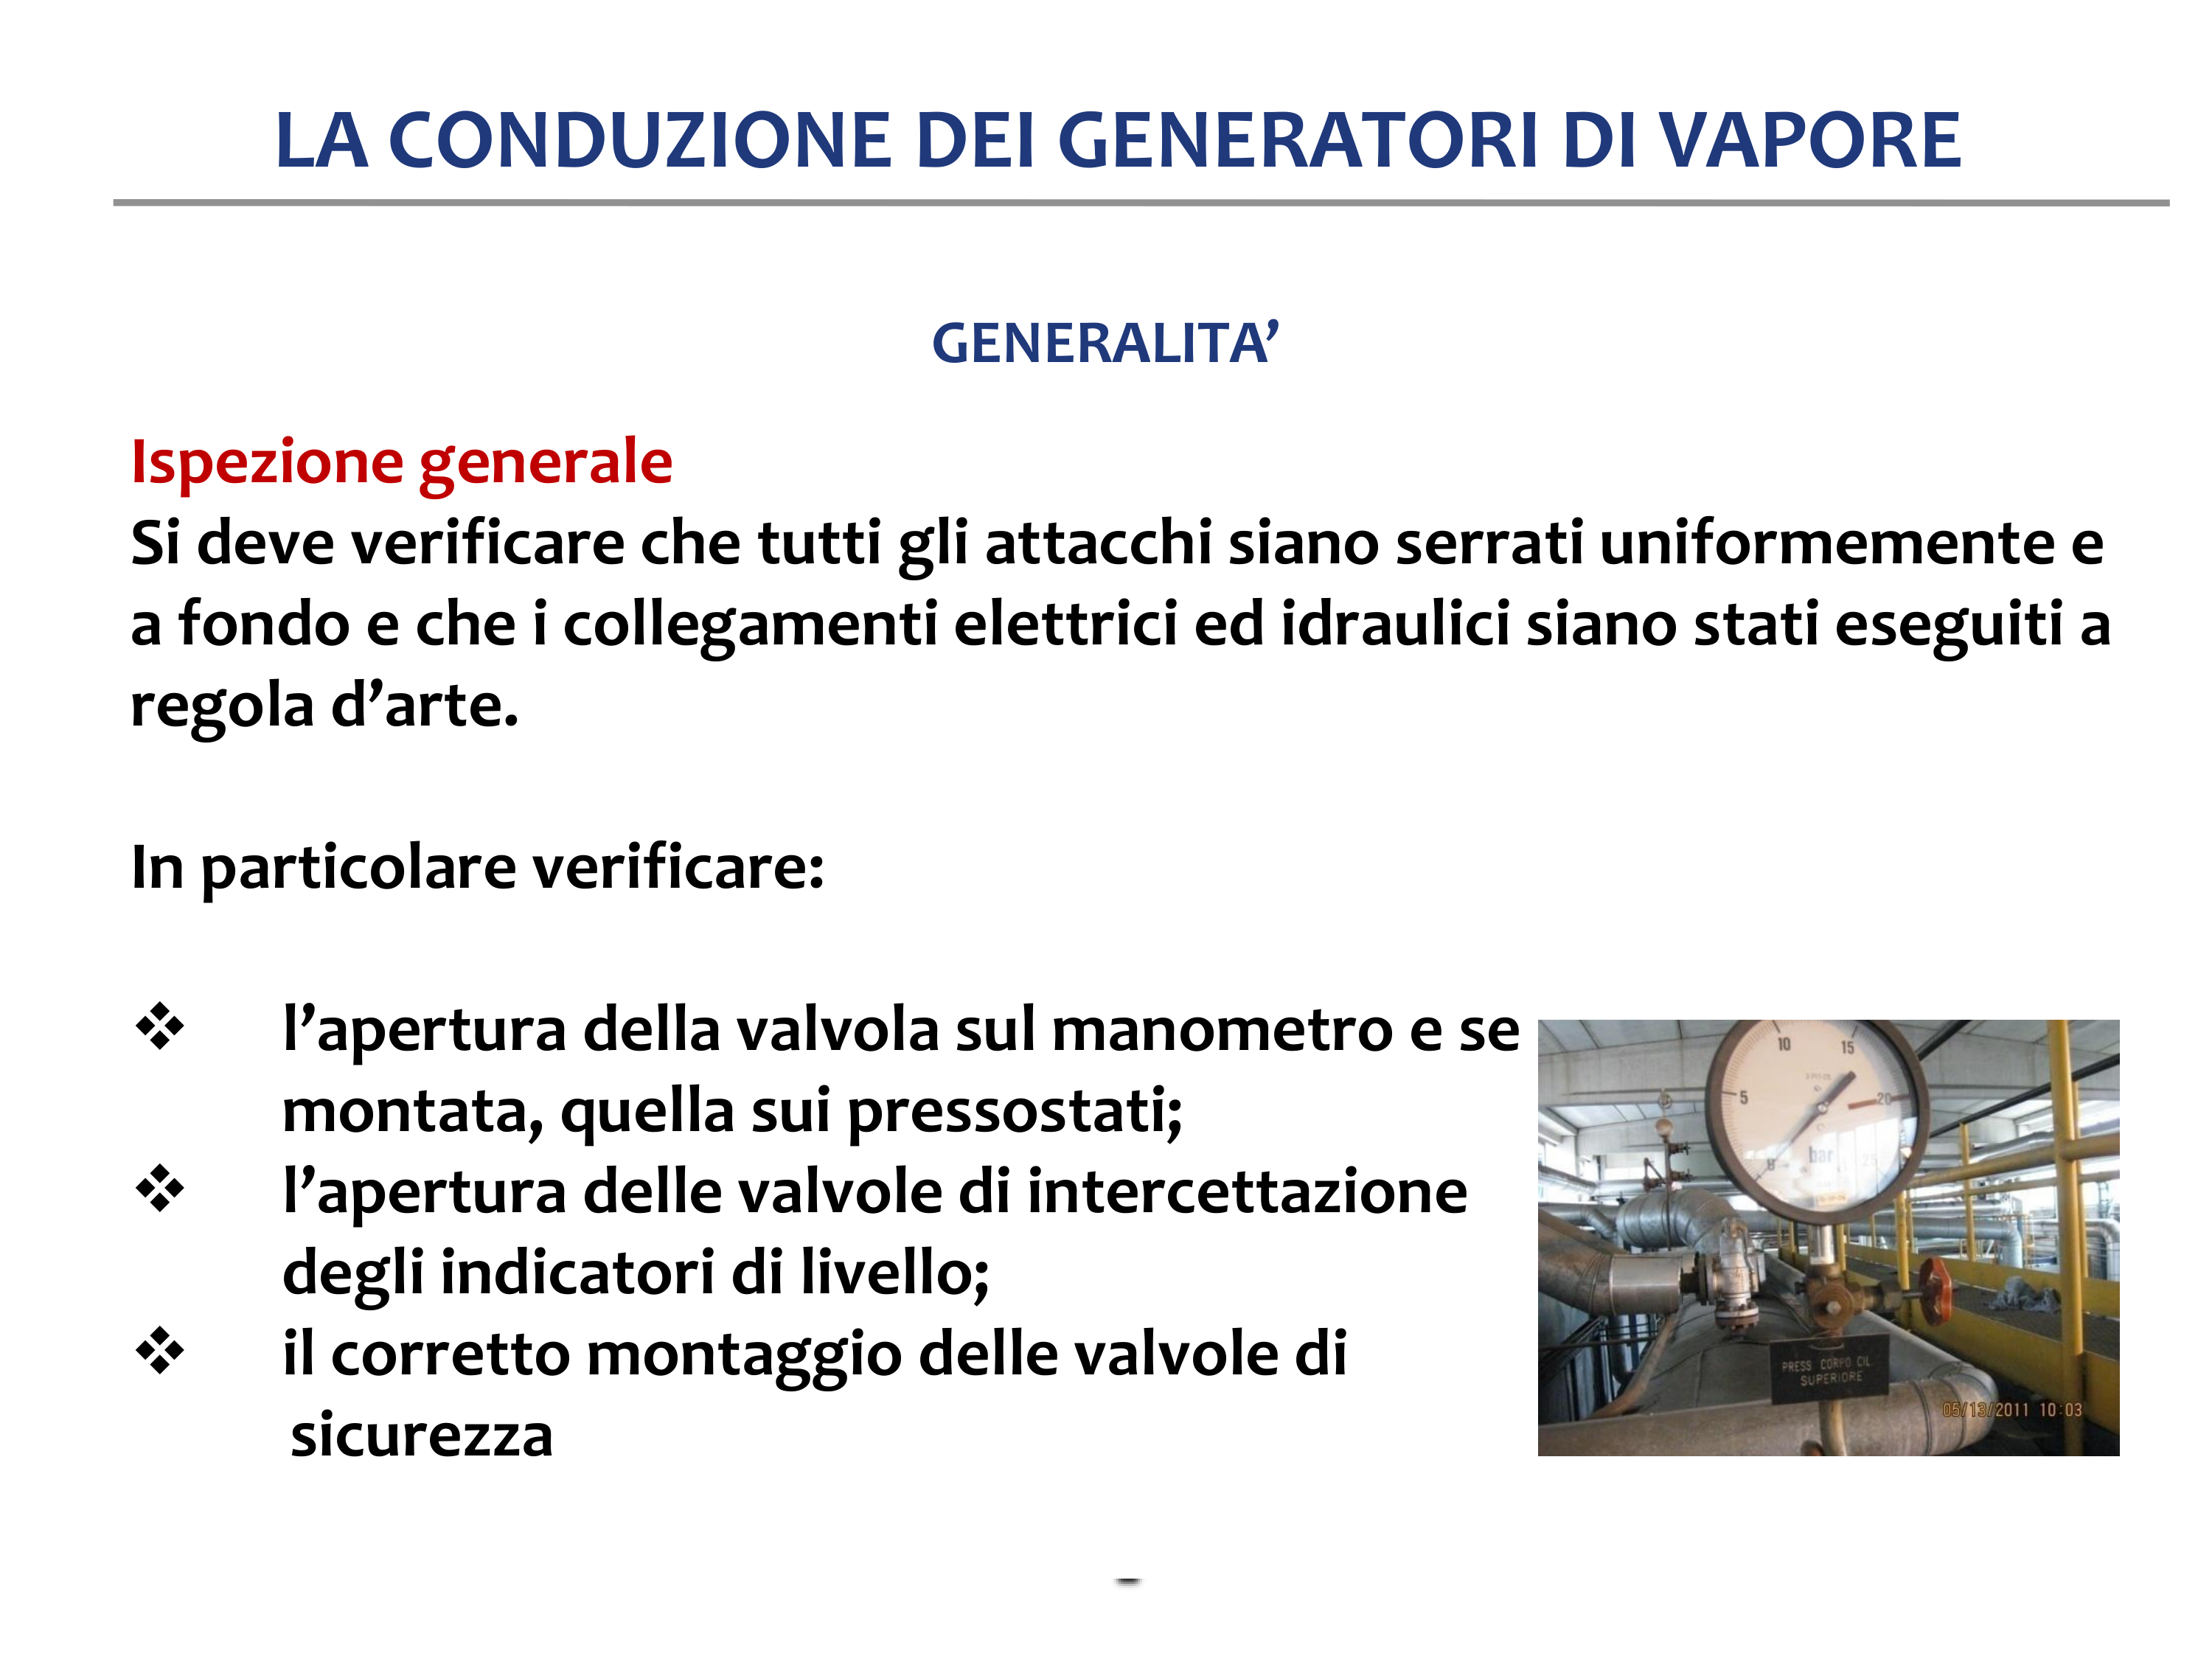 LA CONDUZIONE DEI GENERATORI DI VAPORE
GENERALITA’
Ispezione generale
Si deve verificare che tutti gli attacchi siano serrati uniformemente e
a fondo e che i collegamenti elettrici ed idraulici siano stati eseguiti a
regola d’arte.
In particolare verificare:
❖ l’apertura della valvola sul manometro e se
montata, quella sui pressostati;
❖ l’apertura delle valvole di intercettazione
degli indicatori di livello;
❖ il corretto montaggio delle valvole di
sicurezza
10 15
5 20
0 bar 25
PRESS CORPO CIL.
SUPERIORE
05/13/2011 10:03